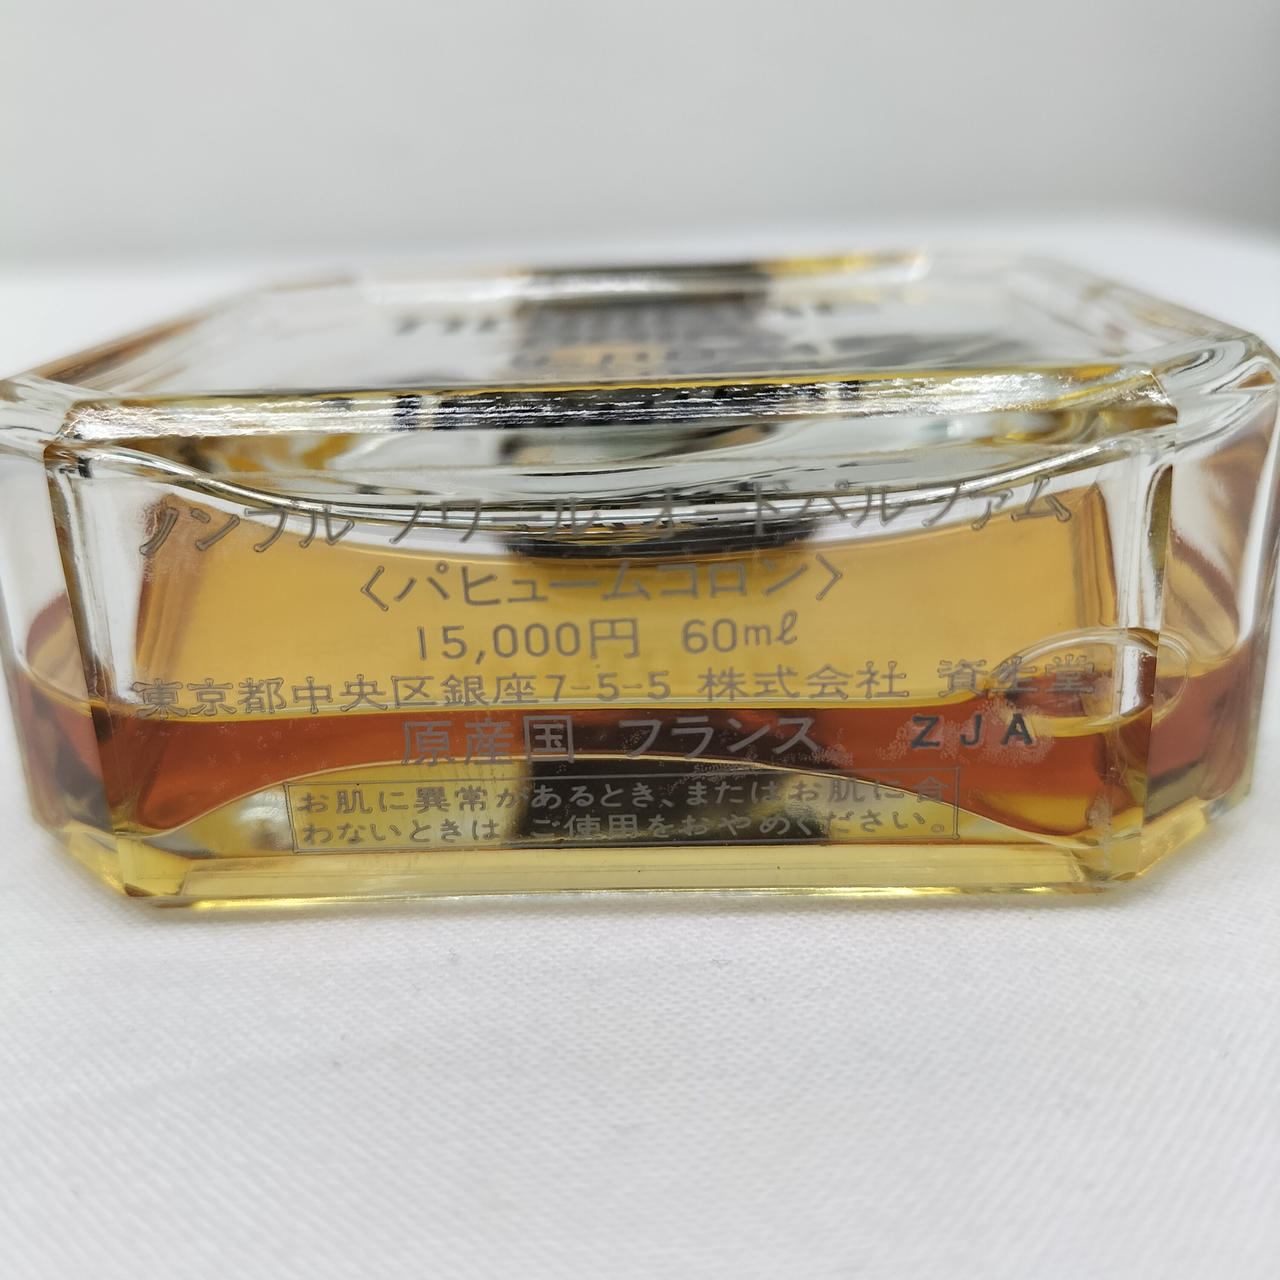 ノンブル ノワール、オードパルファム
〈パヒュームコロン〉
15,000円 60ml
東京都中央区銀座7-5-5 株式会社 資生堂
原産国 フランス ZJA
お肌に異常があるとき、またはお肌に合
わないときは、ご使用をおやめください。